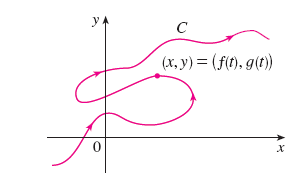 y
C
(x, y) = (f(t), g(t))
0
x